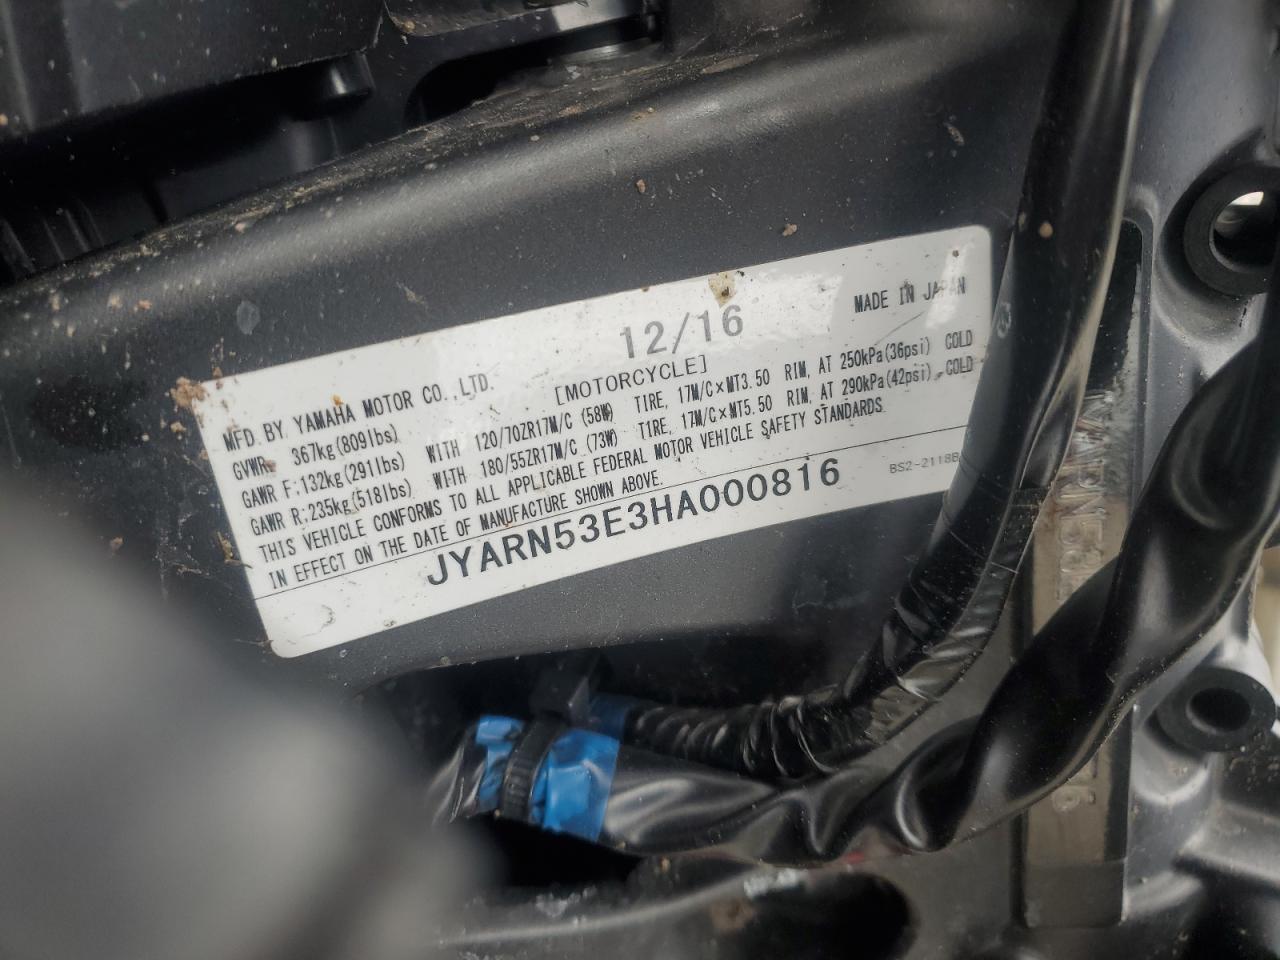 12/16
MADE IN JAPAN
MFD. BY. YAMAHA MOTOR CO., LTD.
[MOTORCYCLE]
GVWR: 367kg(809lbs)
GAWR F:132kg(291lbs) WITH 120/70ZR17M/C (58W) TIRE, 17M/C×MT3.50 RIM, AT 250kPa(36psi) COLD
GAWR R:235kg(518lbs) WITH 180/55ZR17M/C (73W) TIRE, 17M/C×MT5.50 RIM, AT 290kPa(42psi) COLD
THIS VEHICLE CONFORMS TO ALL APPLICABLE FEDERAL MOTOR VEHICLE SAFETY STANDARDS
IN EFFECT ON THE DATE OF MANUFACTURE SHOWN ABOVE.
JYARN53E3HA000816